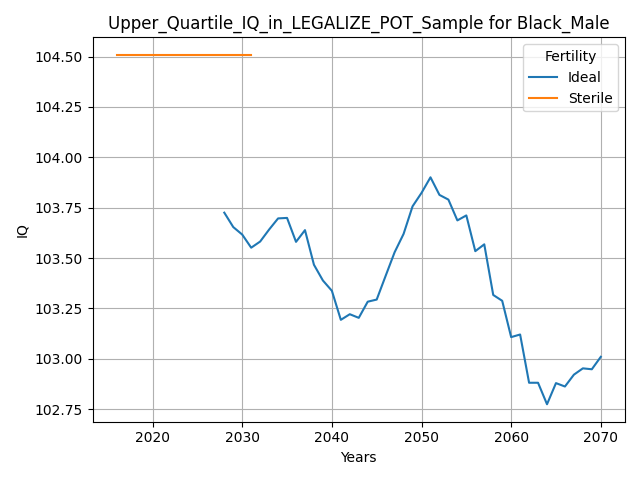 Upper_Quartile_IQ_in_LEGALIZE_POT_Sample for Black_Male
104.50
104.25
104.00
103.75
103.50
103.25
103.00
102.75
IQ
Fertility
Ideal
Sterile
2020 2030 2040 2050 2060 2070
Years